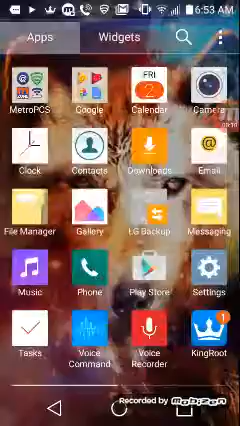 6:53 AM
Apps Widgets
MetroPCS Google Calendar Camera
FRI
2
Clock Contacts Downloads Email
File Manager Gallery LG Backup Messaging
Music Phone Play Store Settings
1
Tasks Voice Command Voice Recorder KingRoot
Recorded by MOBIZEN